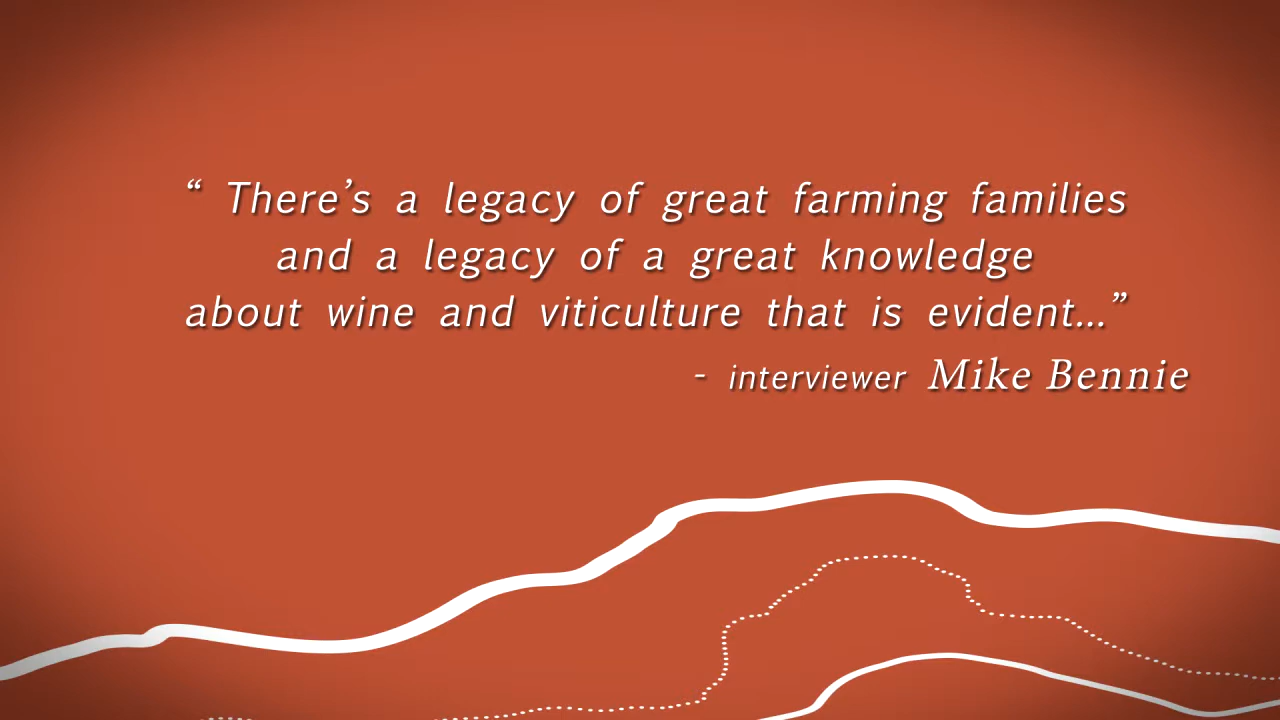 “ There’s a legacy of great farming families
and a legacy of a great knowledge
about wine and viticulture that is evident...”
- interviewer Mike Bennie